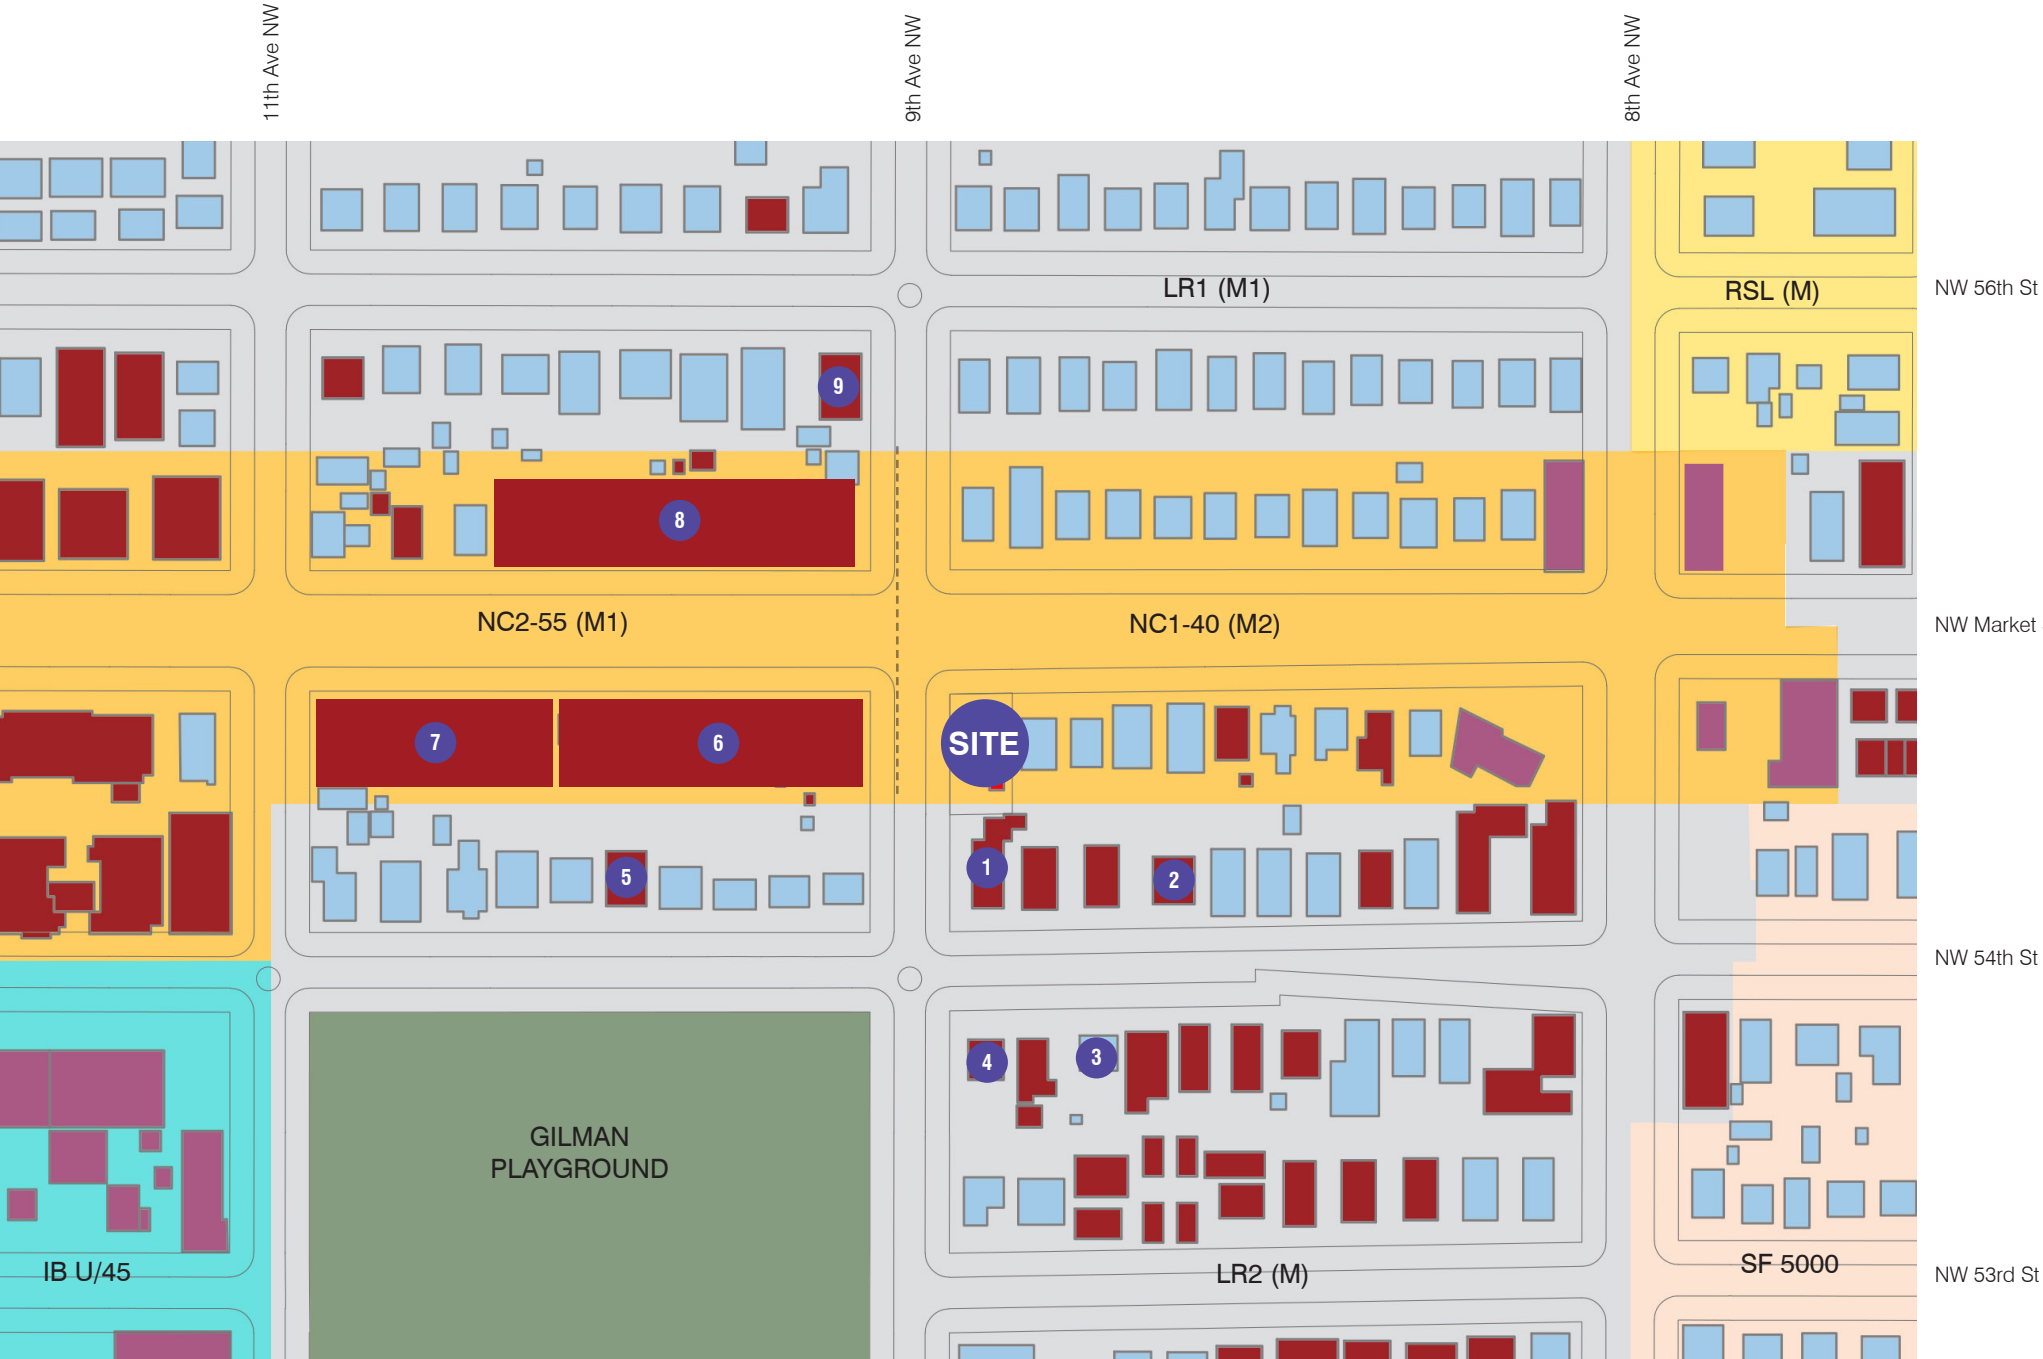 11th Ave NW
9th Ave NW
8th Ave NW
LR1 (M1)
RSL (M)
NW 56th St
9
8
NC2-55 (M1)
NC1-40 (M2)
NW Market
7
6
SITE
5
1
2
NW 54th St
4
3
GILMAN
PLAYGROUND
IB U/45
LR2 (M)
SF 5000
NW 53rd St